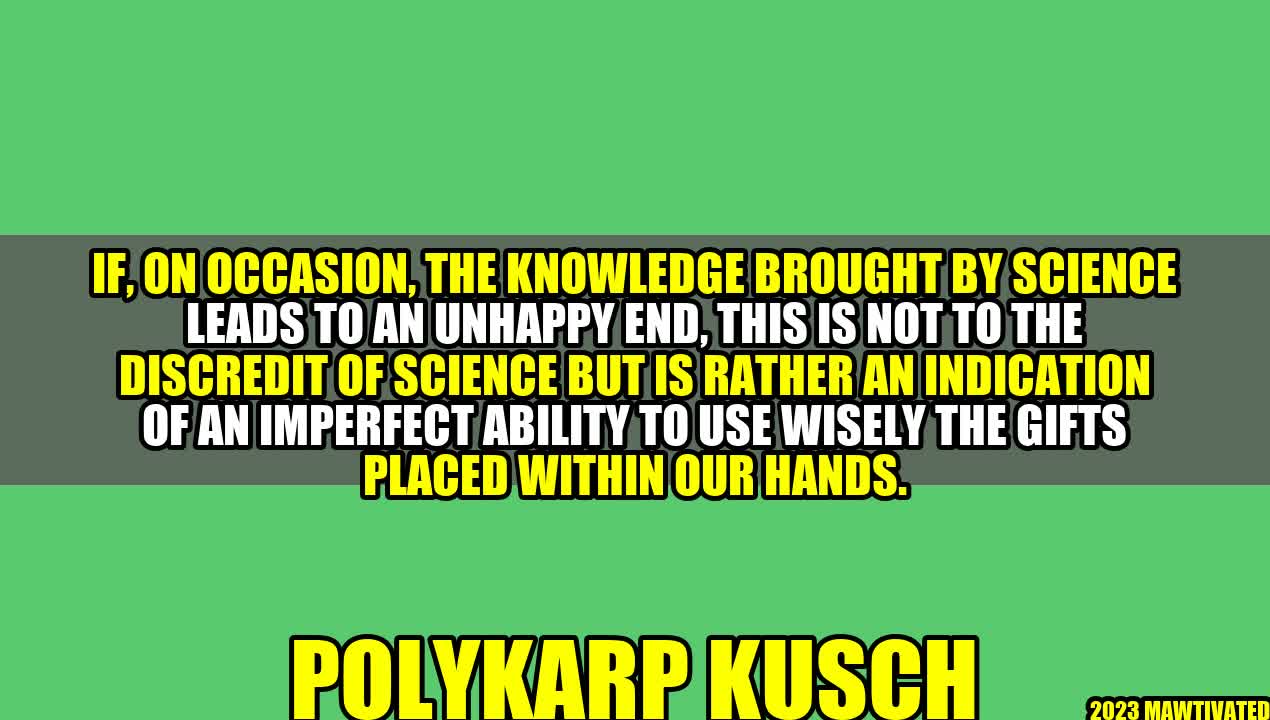 IF, ON OCCASION, THE KNOWLEDGE BROUGHT BY SCIENCE
LEADS TO AN UNHAPPY END, THIS IS NOT TO THE
DISCREDIT OF SCIENCE BUT IS RATHER AN INDICATION
OF AN IMPERFECT ABILITY TO USE WISELY THE GIFTS
PLACED WITHIN OUR HANDS.
POLYKARP KUSCH
2023 MAWTIVATED